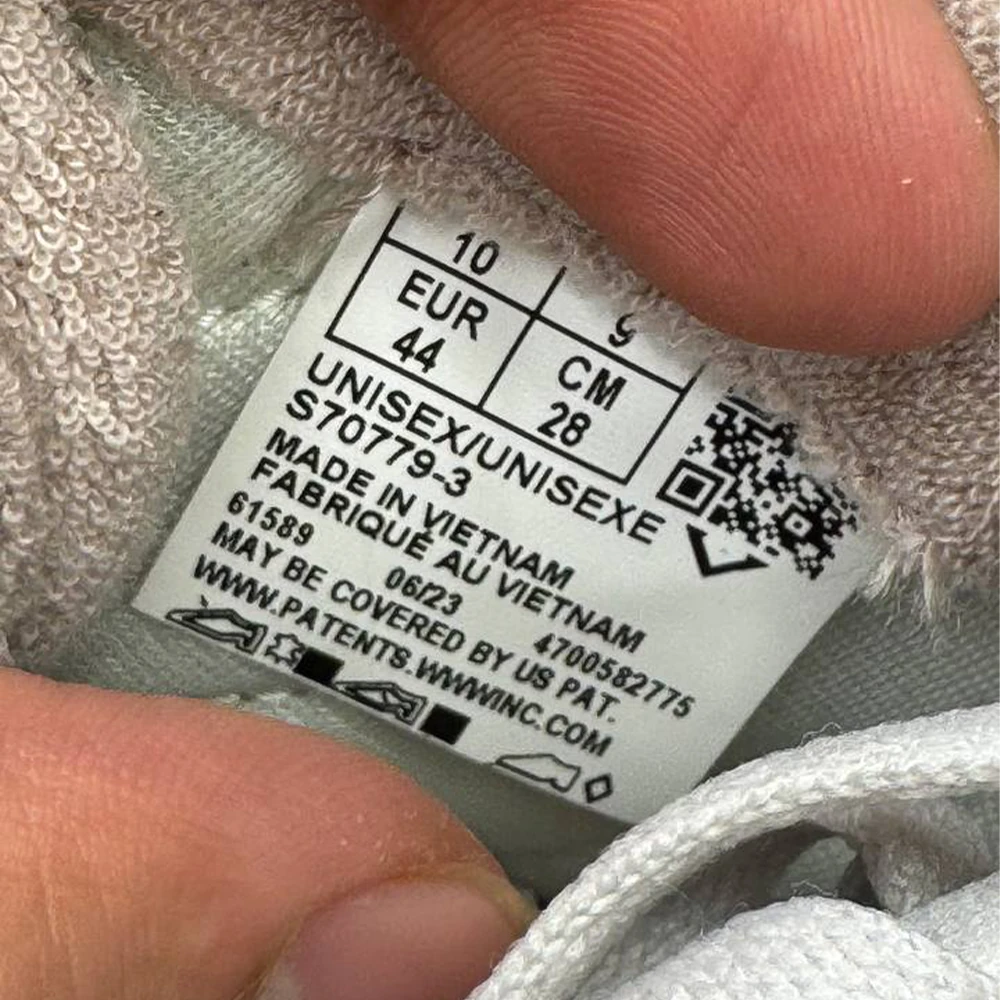 10 9
EUR CM
44 28
UNISEX/UNISEXE
S70779-3
MADE IN VIETNAM
FABRIQUÉ AU VIETNAM
61589 06/23 4700582775
MAY BE COVERED BY US PAT.
WWW.PATENTS.WWWINC.COM